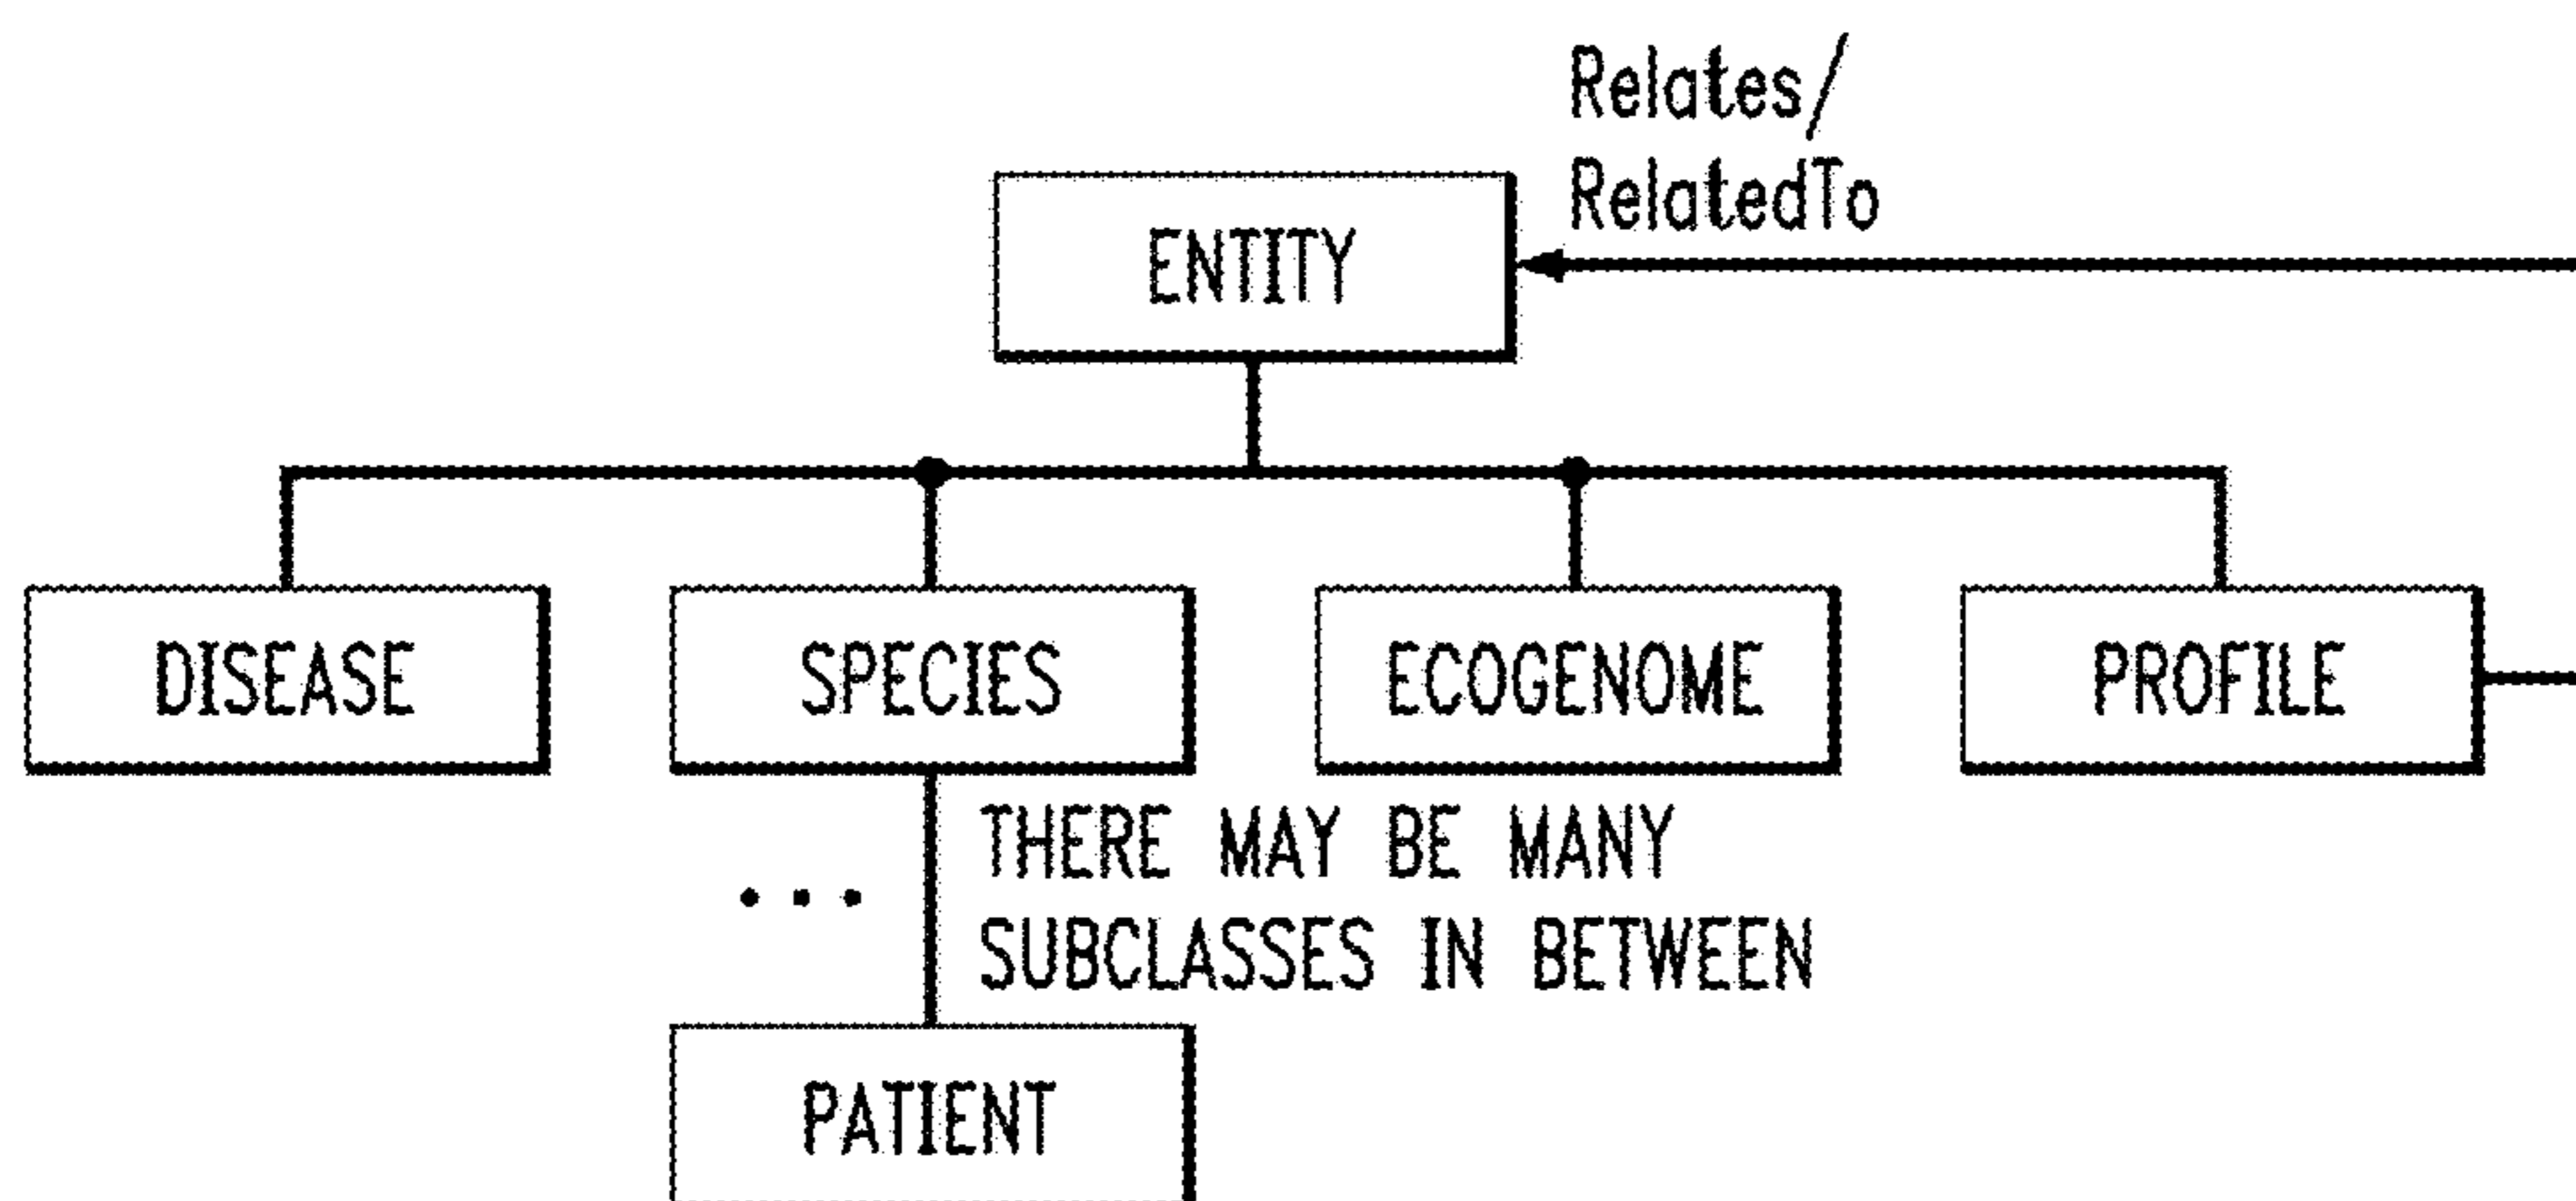 Relates/
RelatedTo
ENTITY
DISEASE
SPECIES
ECOGENOME
PROFILE
THERE MAY BE MANY
...
SUBCLASSES IN BETWEEN
PATIENT